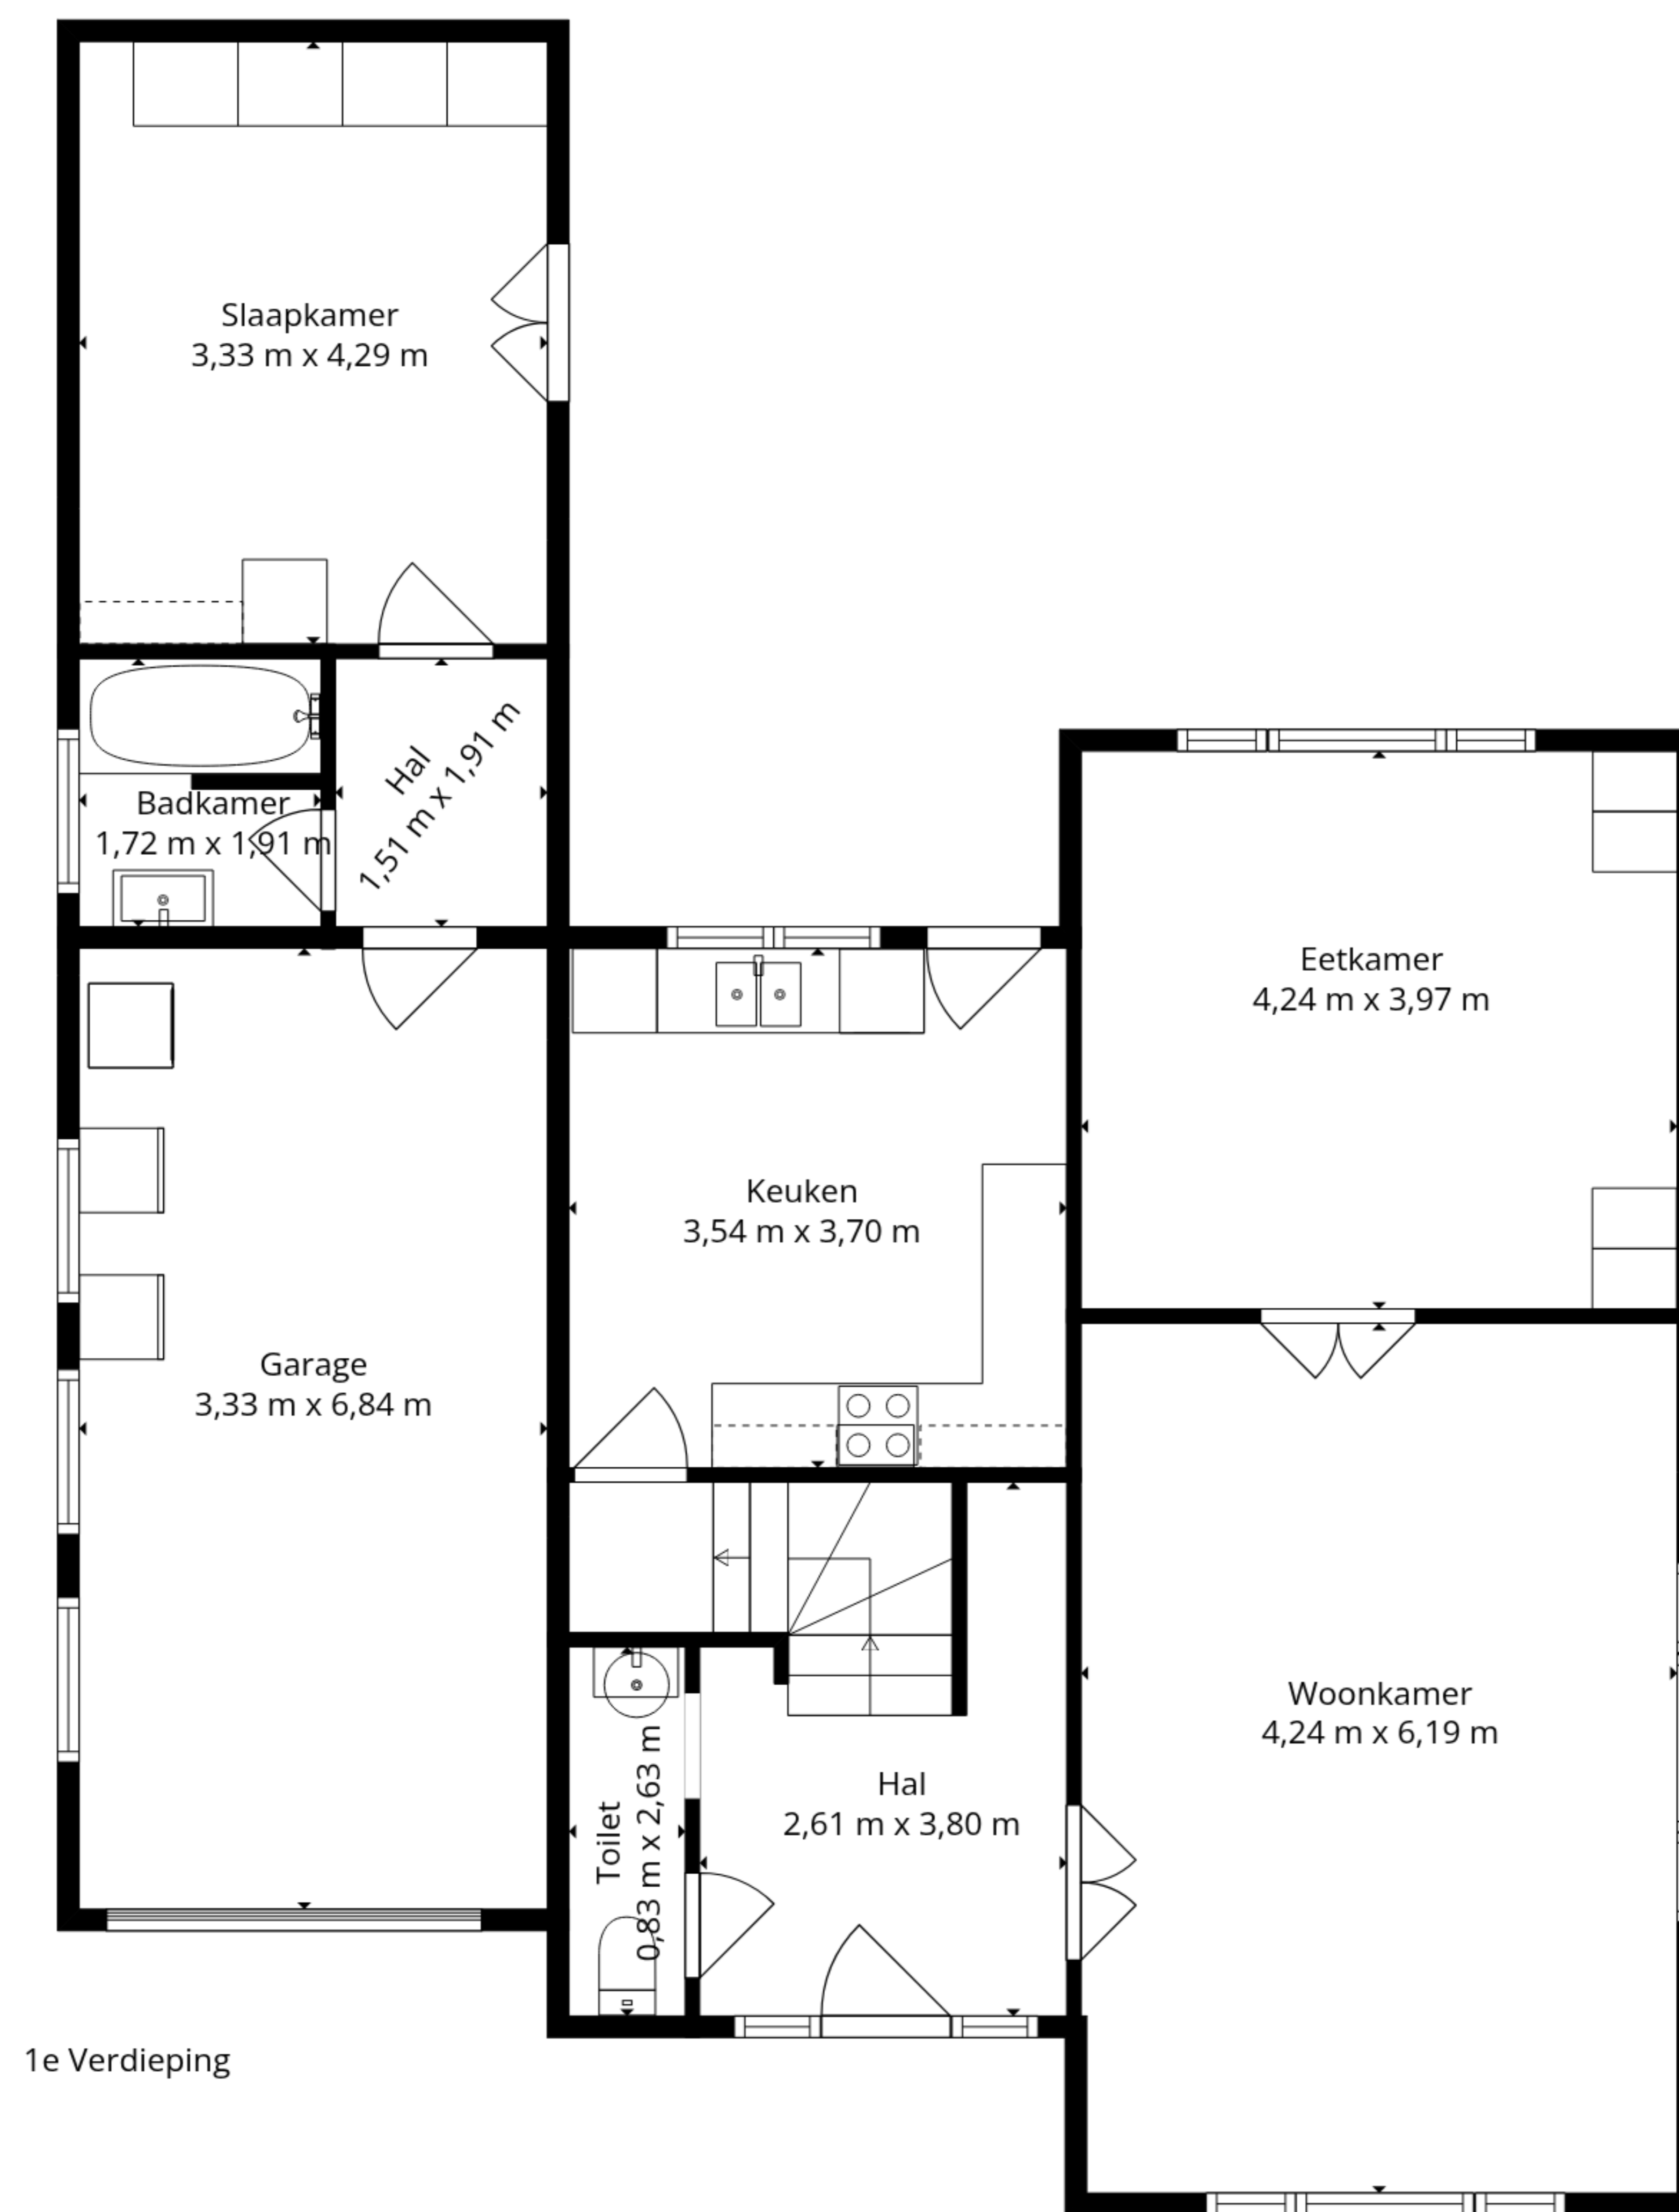 Slaapkamer
3,33 m x 4,29 m
Hal
1,51 m x 1,91 m
Badkamer
1,72 m x 1,91 m
Eetkamer
4,24 m x 3,97 m
Keuken
3,54 m x 3,70 m
Garage
3,33 m x 6,84 m
Woonkamer
4,24 m x 6,19 m
Hal
2,61 m x 3,80 m
Toilet
0,83 m x 2,63 m
1e Verdieping